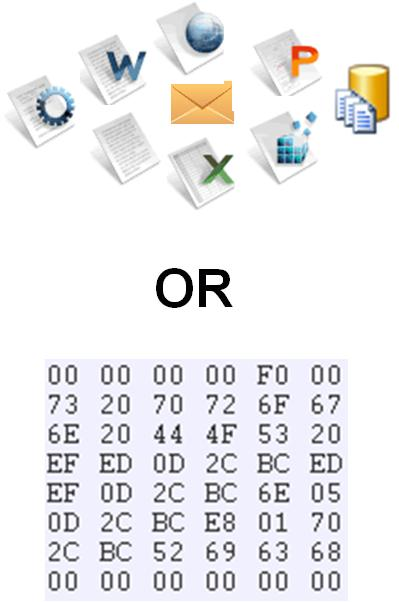 W
P
X
OR
00 00 00 00 F0 00
73 20 70 72 6F 67
6E 20 44 4F 53 20
EF ED 0D 2C BC ED
EF 0D 2C BC 6E 05
0D 2C BC E8 01 70
2C BC 52 69 63 68
00 00 00 00 00 00